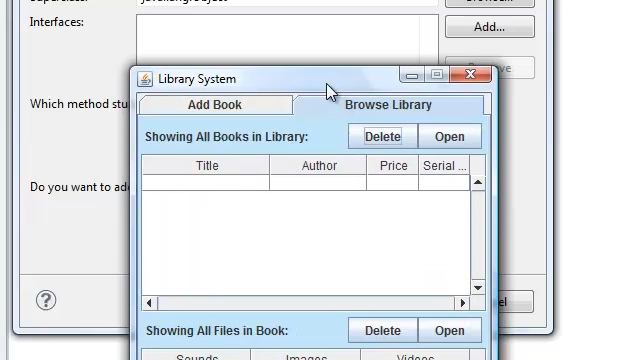 Interfaces:
Add...
Library System
Add Book
Browse Library
Which method stu
Showing All Books in Library:
Delete
Open
Title
Author
Price
Serial ...
Do you want to add
Showing All Files in Book:
Delete
Open
Sounds
Images
Videos